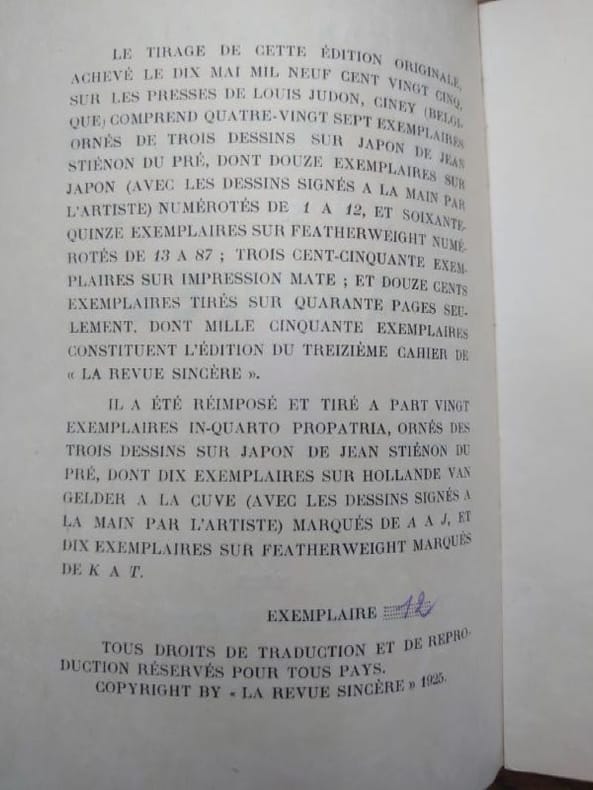 LE TIRAGE DE CETTE ÉDITION ORIGINALE,
ACHEVÉ LE DIX MAI MIL NEUF CENT VINGT CINQ,
SUR LES PRESSES DE LOUIS JUDON, CINEY (BELGI-
QUE) COMPREND QUATRE-VINGT SEPT EXEMPLAIRES
ORNÉS DE TROIS DESSINS SUR JAPON DE JEAN
STIÉNON DU PRÉ, DONT DOUZE EXEMPLAIRES SUR
JAPON (AVEC LES DESSINS SIGNÉS A LA MAIN PAR
L'ARTISTE) NUMÉROTÉS DE 1 A 12, ET SOIXANTE-
QUINZE EXEMPLAIRES SUR FEATHERWEIGHT NUMÉ-
ROTÉS DE 13 A 87 ; TROIS CENT-CINQUANTE EXEM-
PLAIRES SUR IMPRESSION MATE ; ET DOUZE CENTS
EXEMPLAIRES TIRÉS SUR QUARANTE PAGES SEU-
LEMENT, DONT MILLE CINQUANTE EXEMPLAIRES
CONSTITUENT L'ÉDITION DU TREIZIÈME CAHIER DE
« LA REVUE SINCÈRE ».
IL A ÉTÉ RÉIMPOSÉ ET TIRÉ A PART VINGT
EXEMPLAIRES IN-QUARTO PROPATRIA, ORNÉS DES
TROIS DESSINS SUR JAPON DE JEAN STIÉNON DU
PRÉ, DONT DIX EXEMPLAIRES SUR HOLLANDE VAN
GELDER A LA CUVE (AVEC LES DESSINS SIGNÉS A
LA MAIN PAR L'ARTISTE) MARQUÉS DE A A J, ET
DIX EXEMPLAIRES SUR FEATHERWEIGHT MARQUÉS
DE K A T.
EXEMPLAIRE 12
TOUS DROITS DE TRADUCTION ET DE REPRO-
DUCTION RÉSERVÉS POUR TOUS PAYS.
COPYRIGHT BY « LA REVUE SINCÈRE » 1925.